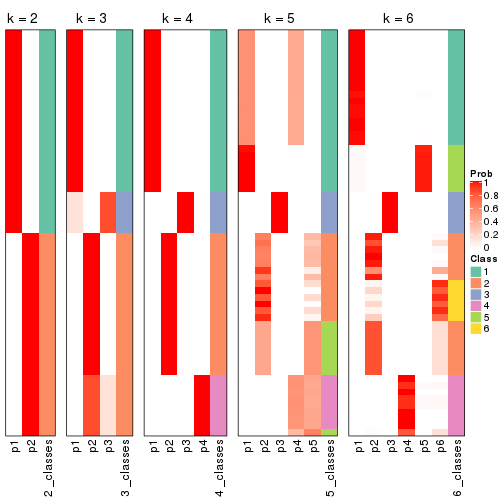 k = 2
k = 3
k = 4
k = 5
k = 6
p1
p2
2_classes
p1
p2
p3
3_classes
p1
p2
p3
p4
4_classes
p1
p2
p3
p4
p5
5_classes
p1
p2
p3
p4
p5
p6
6_classes
Prob
1
0.8
0.6
0.4
0.2
0
Class
1
2
3
4
5
6